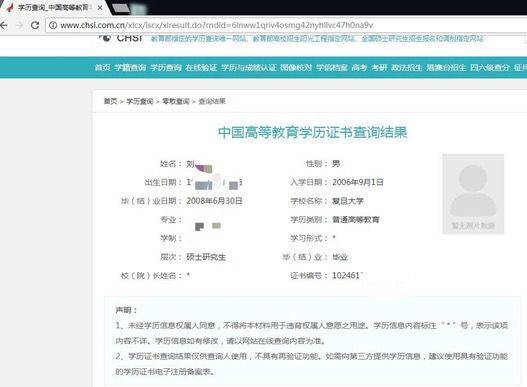 学历查询_中国高等教育
www.chsi.com.cn/xlcx/lscx/xlresult.do?rndid=6lnww1qriv4osmg42nyhllvc47h0na9v
CHSI 教育部指定的学历查询唯一网站、教育部高校招生阳光工程指定网站、全国硕士研究生招生报名和调剂指定网站
首页 学籍查询 学历查询 在线验证 学历与成绩认证 图像校对 学信档案 高考 考研 政法招生 港澳台招生 四六级查分 征兵
首页 > 学历查询 > 零散查询 > 查询结果
中国高等教育学历证书查询结果
姓名： 刘 性别： 男
出生日期： 1 日 入学日期： 2006年9月1日
毕（结）业日期： 2008年6月30日 学校名称： 复旦大学
专业： 学历类别： 普通高等教育
学制： 学习形式： *
层次： 硕士研究生 毕（结）业： 毕业
校（院）长姓名： * 证书编号： 10246
暂无照片数据
声明：
1、未经学历信息权属人同意，不得将本材料用于违背权属人意愿之用途。学历信息内容标注“*”号，表示该项
内容不详。学历信息如有修改，请以网站在线查询内容为准。
2、学历证书查询结果仅供查询人使用，不具有再验证功能。如需向第三方提供学历信息，建议使用具有验证功能
的学历证书电子注册备案表。